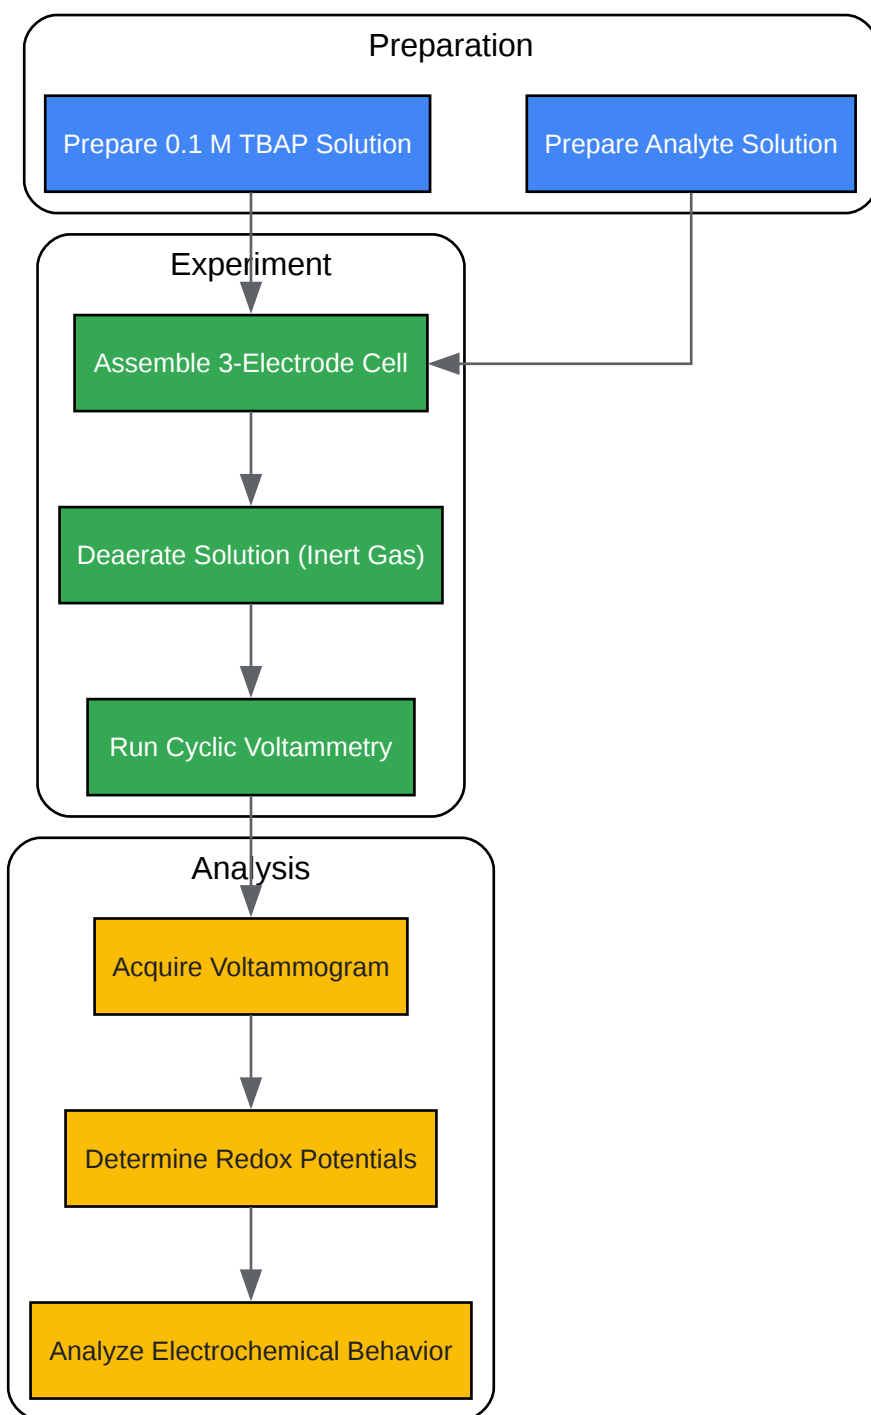 Preparation
Prepare 0.1 M TBAP Solution
Prepare Analyte Solution
Experiment
Assemble 3-Electrode Cell
Deaerate Solution (Inert Gas)
Run Cyclic Voltammetry
Analysis
Acquire Voltammogram
Determine Redox Potentials
Analyze Electrochemical Behavior